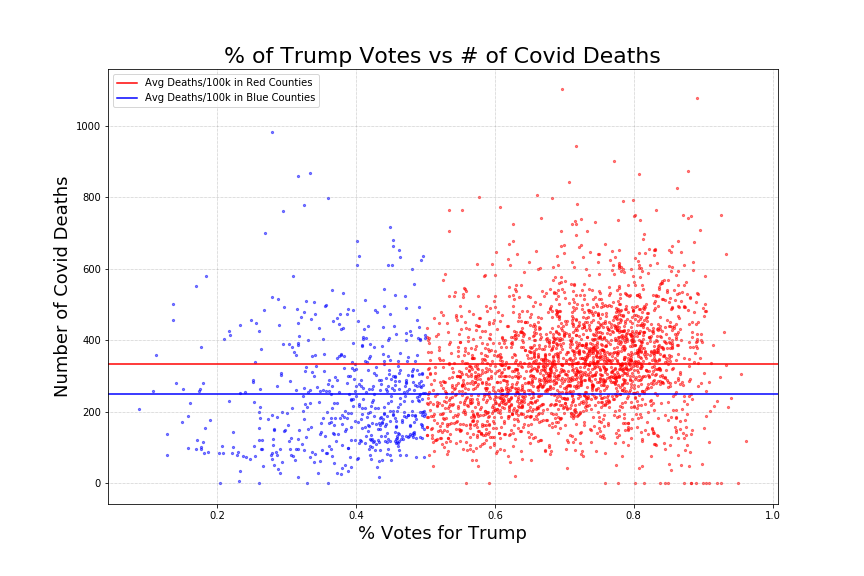 % of Trump Votes vs # of Covid Deaths
Avg Deaths/100k in Red Counties
Avg Deaths/100k in Blue Counties
Number of Covid Deaths
1000
800
600
400
200
0
0.2 0.4 0.6 0.8 1.0
% Votes for Trump